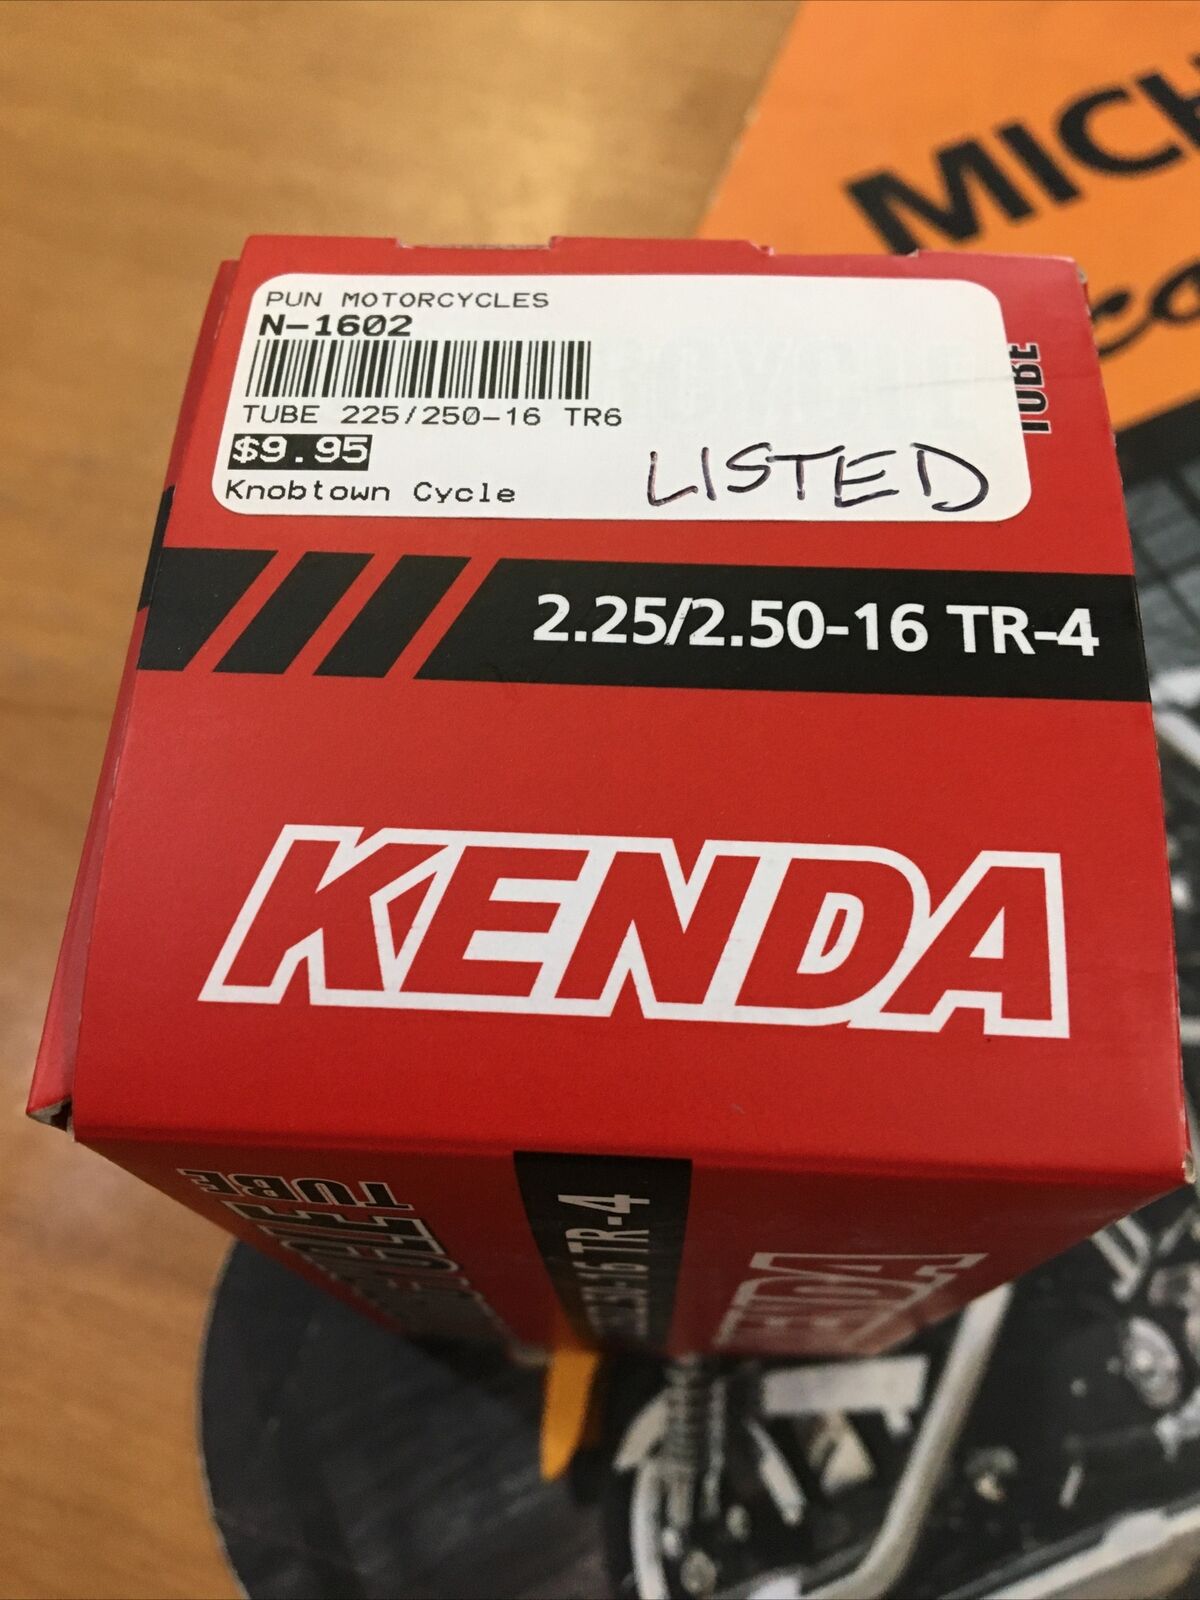 MICH
PUN MOTORCYCLES
N-1602
TUBE 225/250-16 TR6
$9.95
Knobtown Cycle
LISTED
TUBE
2.25/2.50-16 TR-4
KENDA
TUBE
TR-4
KENDA